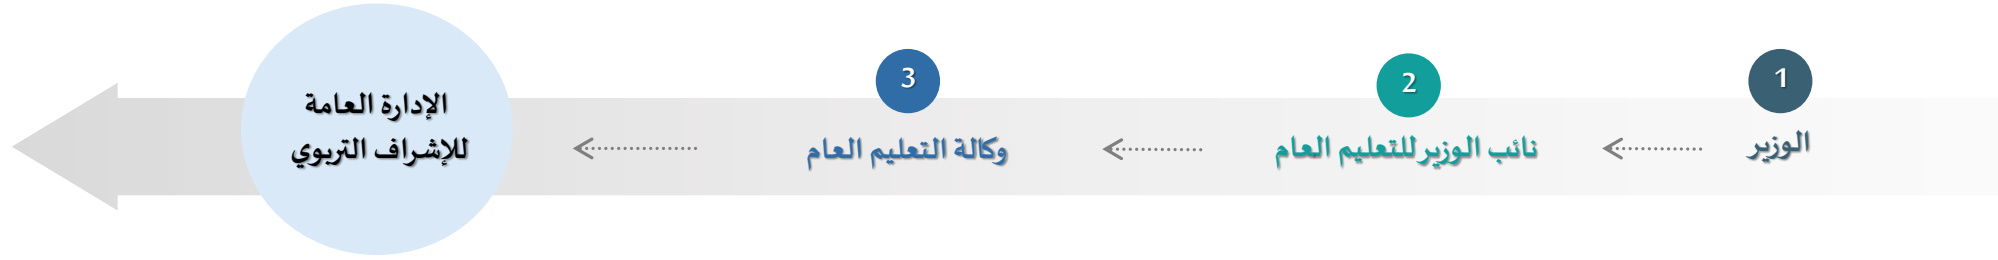 1
الوزير
2
نائب الوزير للتعليم العام
3
وكالة التعليم العام
الإدارة العامة
للإشراف التربوي